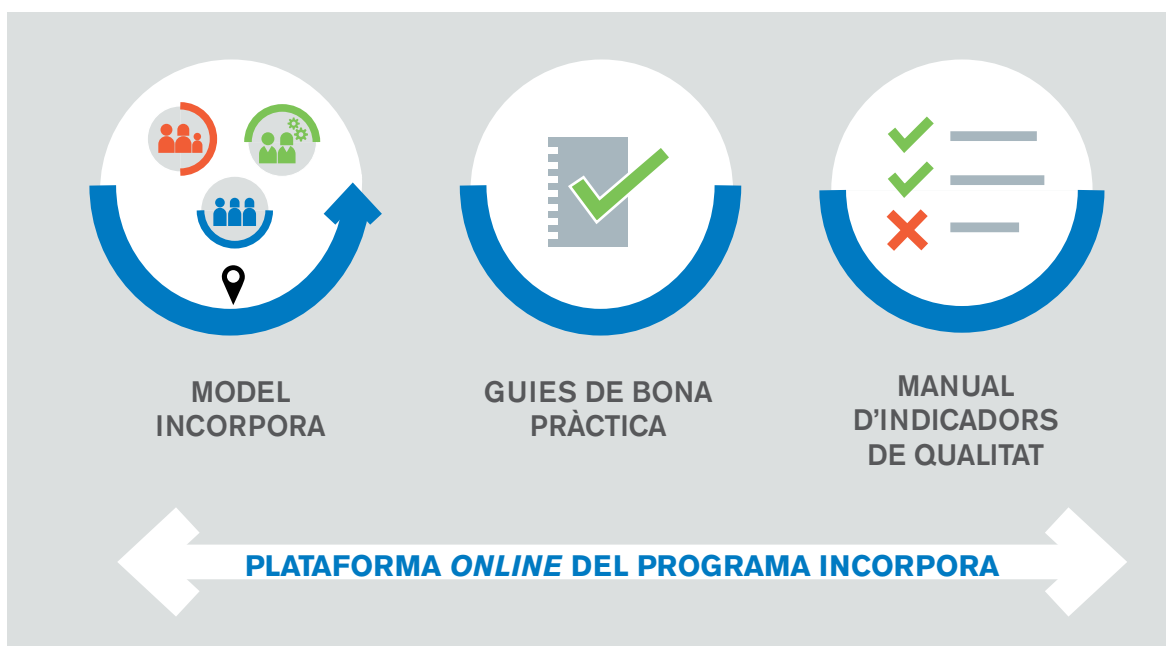 MODEL
INCORPORA
GUIES DE BONA
PRÀCTICA
MANUAL
D'INDICADORS
DE QUALITAT
PLATAFORMA ONLINE DEL PROGRAMA INCORPORA